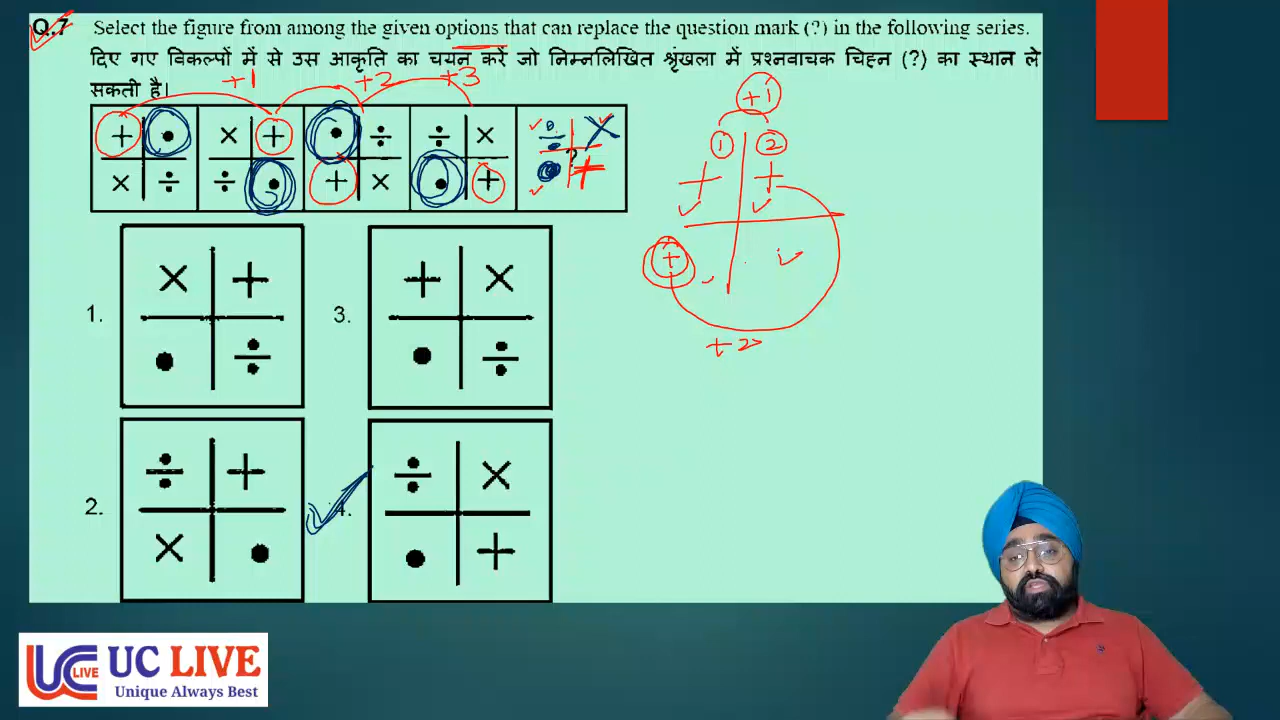 Q.7 Select the figure from among the given options that can replace the question mark (?) in the following series.
दिए गए विकल्पों में से उस आकृति का चयन करें जो निम्नलिखित श्रृंखला में प्रश्नवाचक चिह्न (?) का स्थान ले
सकती है।
+1 +2 +3
+ • × + • ÷ ÷ × ÷ ×
× ÷ ÷ • + × • + ? • +
+1
1 2
+ +
+
+2
1. × + 3. + ×
• ÷ • ÷
2. ÷ + 4. ÷ ×
× • • +
UC LIVE UC LIVE
Unique Always Best